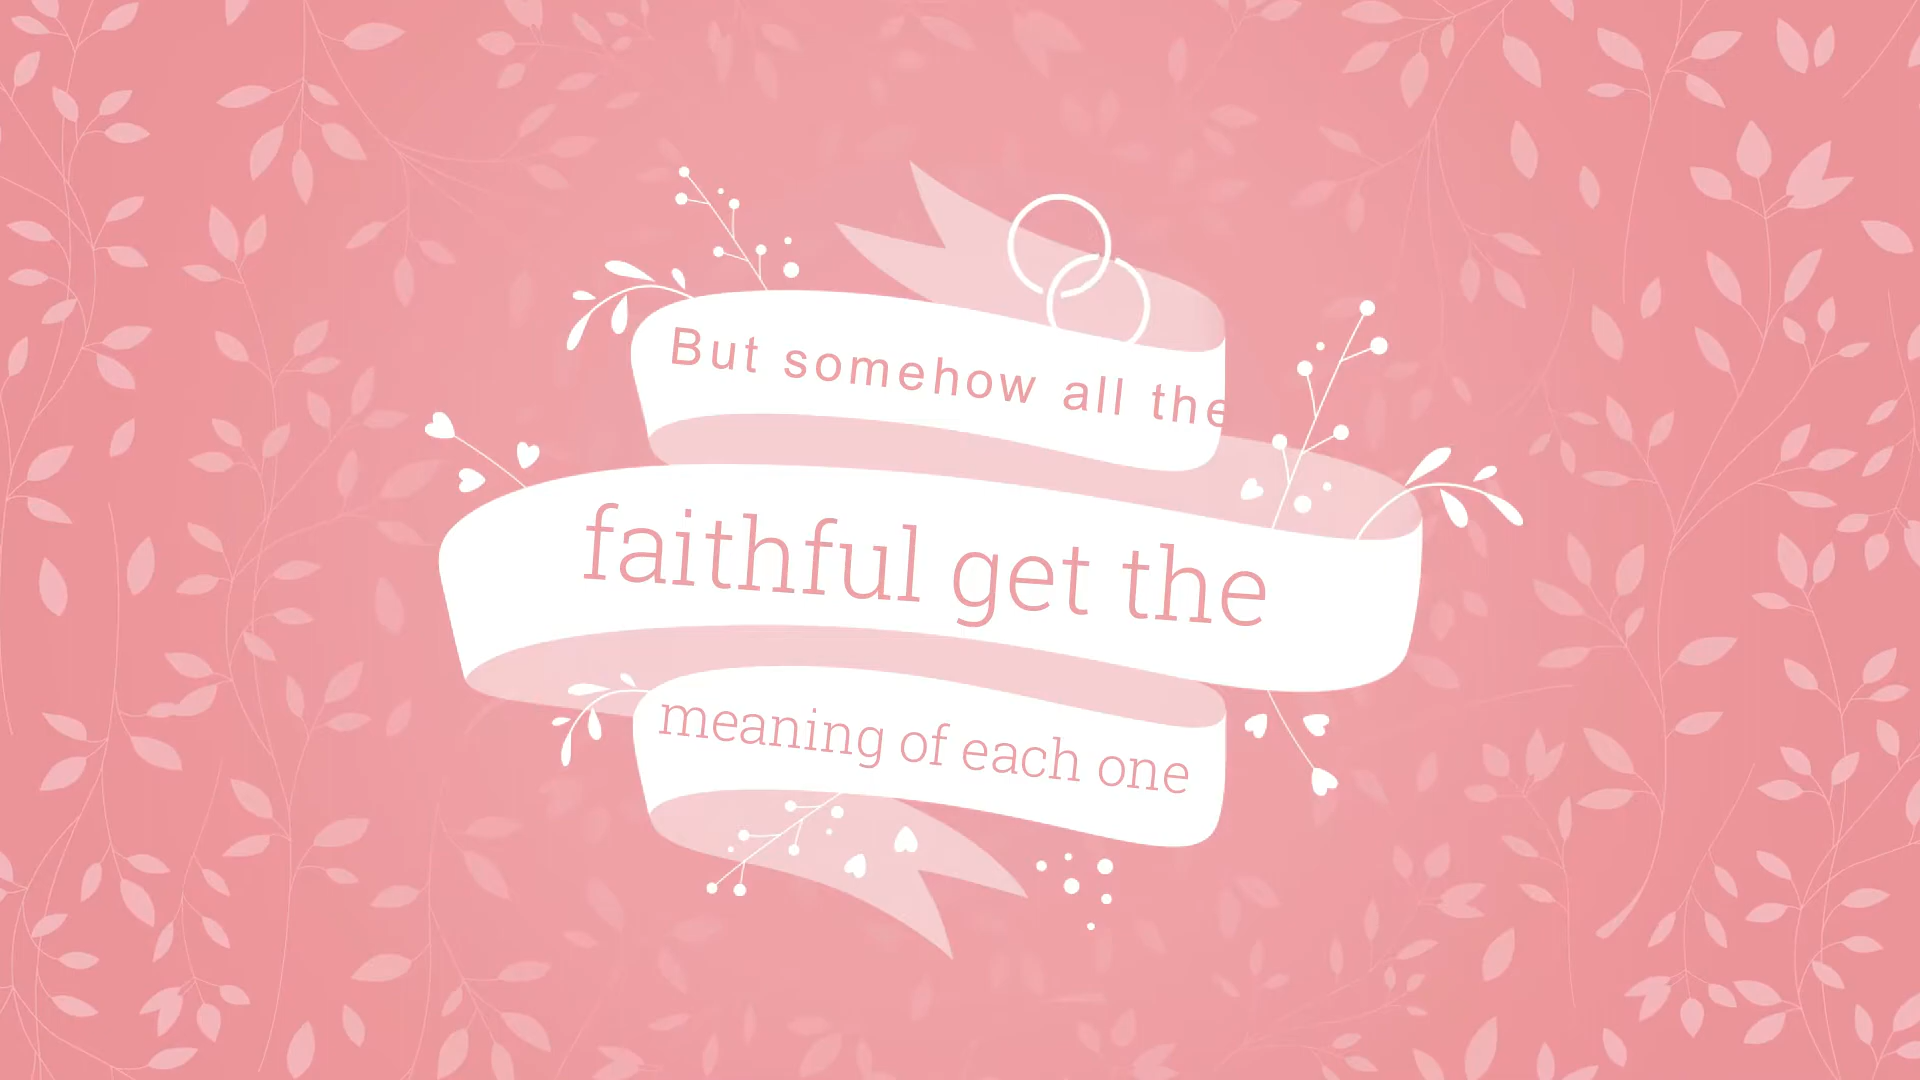 But somehow all the
faithful get the
meaning of each one